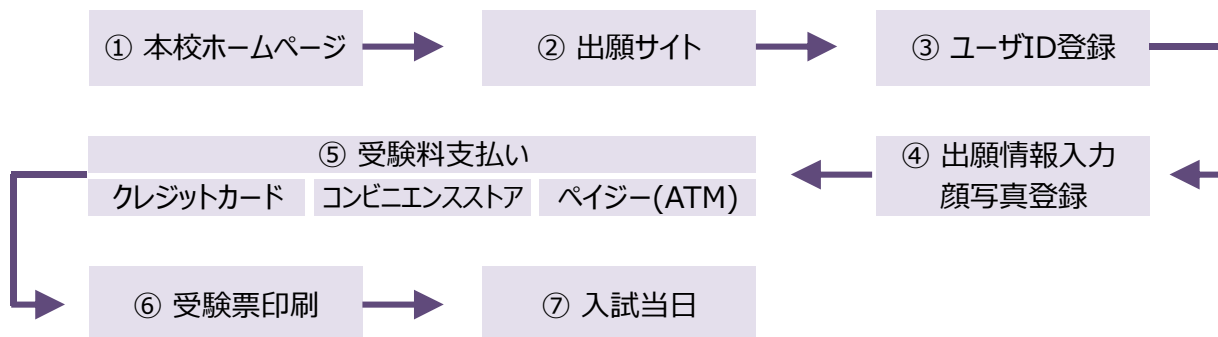 ① 本校ホームページ
② 出願サイト
③ ユーザID登録
④ 出願情報入力
顔写真登録
⑤ 受験料支払い
クレジットカード
コンビニエンスストア
ペイジー(ATM)
⑥ 受験票印刷
⑦ 入試当日